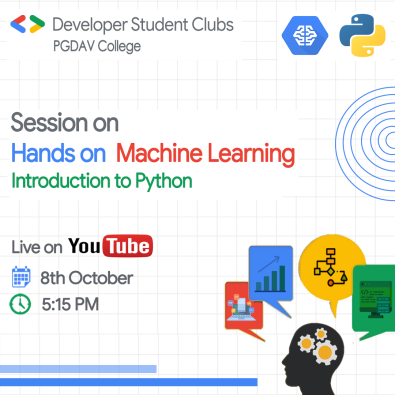 Developer Student Clubs
PGDAV College
Session on
Hands on Machine Learning
Introduction to Python
Live on YouTube
8th October
5:15 PM